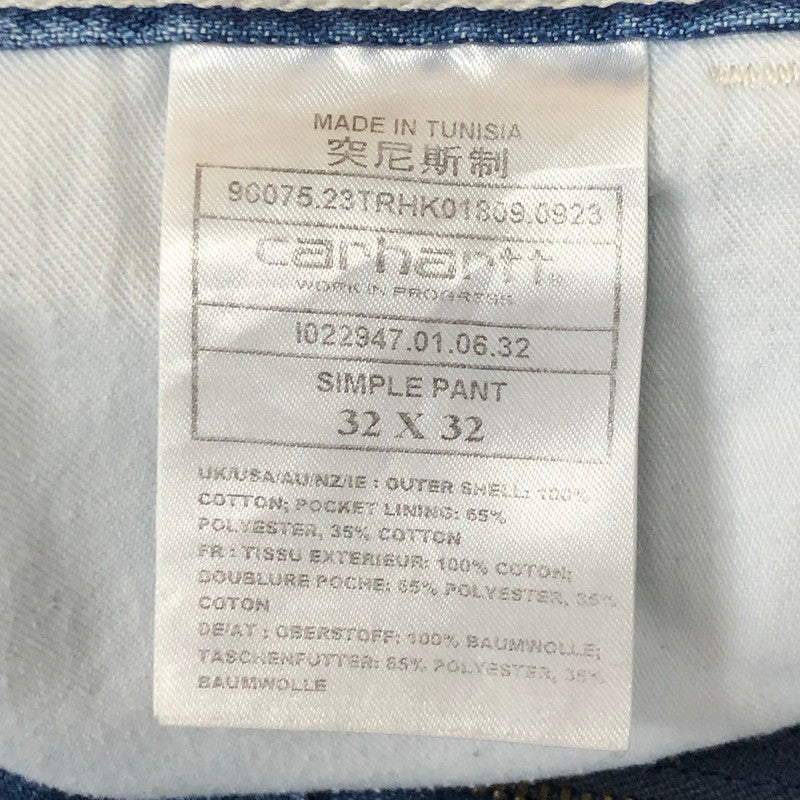 MADE IN TUNISIA
突尼斯制
96075.23TRHK01809.0923
carhartt
WORK IN PROGRESS
I022947.01.06.32
SIMPLE PANT
32 X 32
UK/USA/AU/NZ/IE : OUTER SHELL: 100%
COTTON; POCKET LINING: 65%
POLYESTER, 35% COTTON
FR : TISSU EXTERIEUR: 100% COTON;
DOUBLURE POCHE: 65% POLYESTER, 35%
COTON
DE/AT : OBERSTOFF: 100% BAUMWOLLE;
TASCHENFUTTER: 65% POLYESTER, 35%
BAUMWOLLE